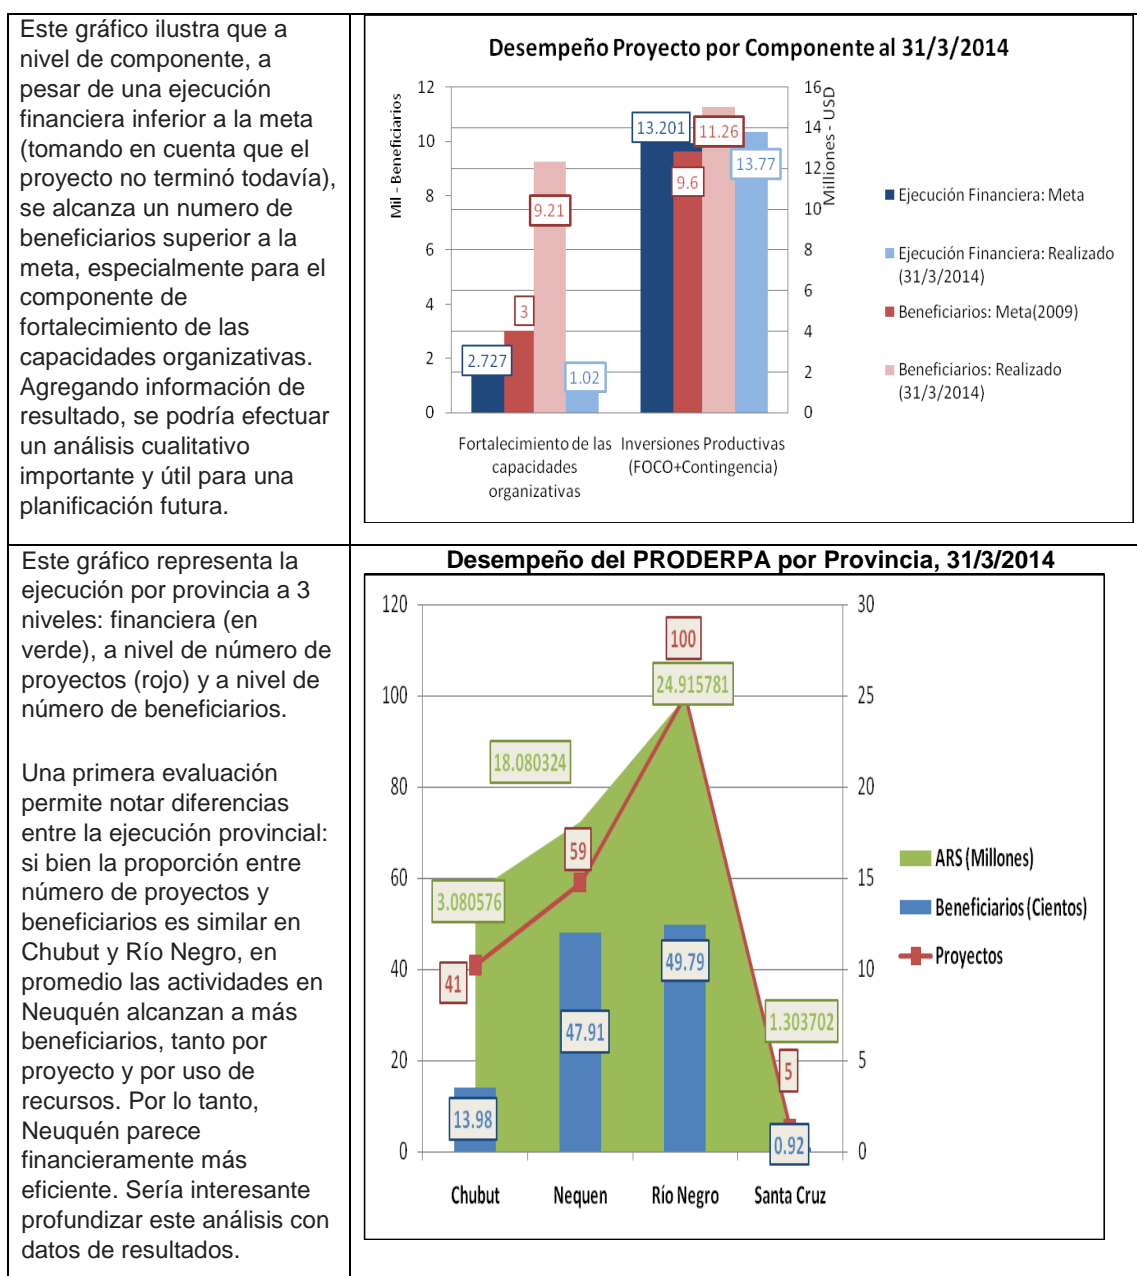 Este gráfico ilustra que a
nivel de componente, a
pesar de una ejecución
financiera inferior a la meta
(tomando en cuenta que el
proyecto no terminó todavía),
se alcanza un numero de
beneficiarios superior a la
meta, especialmente para el
componente de
fortalecimiento de las
capacidades organizativas.
Agregando información de
resultado, se podría efectuar
un análisis cualitativo
importante y útil para una
planificación futura.
Desempeño Proyecto por Componente al 31/3/2014
Mil - Beneficiarios
12
10
8
6
4
2
0
2.727
3
9.21
1.02
13.201
9.6
11.26
13.77
16
14
12
10
8
6
4
2
0
Milliones - USD
Fortalecimiento de las
capacidades
organizativas
Inversiones Productivas
(FOCO+Contingencia)
Ejecución Financiera: Meta
Ejecución Financiera: Realizado
(31/3/2014)
Beneficiarios: Meta(2009)
Beneficiarios: Realizado
(31/3/2014)
Este gráfico representa la
ejecución por provincia a 3
niveles: financiera (en
verde), a nivel de número de
proyectos (rojo) y a nivel de
número de beneficiarios.
Una primera evaluación
permite notar diferencias
entre la ejecución provincial:
si bien la proporción entre
número de proyectos y
beneficiarios es similar en
Chubut y Río Negro, en
promedio las actividades en
Neuquén alcanzan a más
beneficiarios, tanto por
proyecto y por uso de
recursos. Por lo tanto,
Neuquén parece
financieramente más
eficiente. Sería interesante
profundizar este análisis con
datos de resultados.
Desempeño del PRODERPA por Provincia, 31/3/2014
120
100
80
60
40
20
0
3.080576
41
13.98
18.080324
59
47.91
100
24.915781
49.79
1.303702
5
0.92
30
25
20
15
10
5
0
Chubut
Nequen
Río Negro
Santa Cruz
ARS (Millones)
Beneficiarios (Cientos)
Proyectos